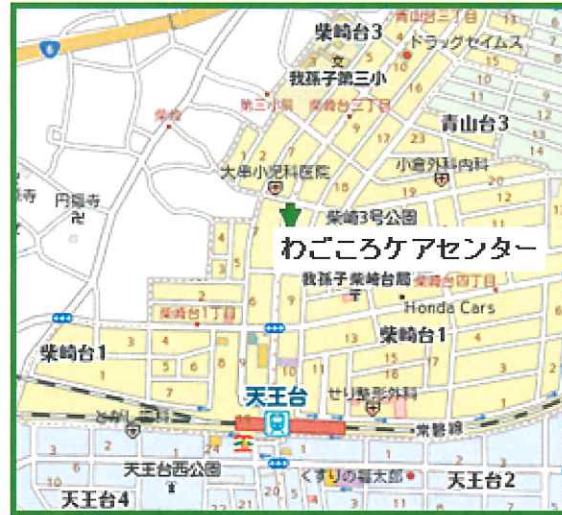 柴崎台3
青山台三丁目
ドラッグセイムス
6
文
我孫子第三小
第三小前
柴崎台三丁目
柴崎
青山台3
大串小児科医院
小倉外科内科
円福寺
柴崎3号公園
わごころケアセンター
我孫子柴崎台局
柴崎台四丁目
Honda Cars
柴崎台1丁目
柴崎台1
柴崎台1
天王台
せり整形外科
常磐線
天王台西公園
くすりの福太郎
天王台2
天王台4